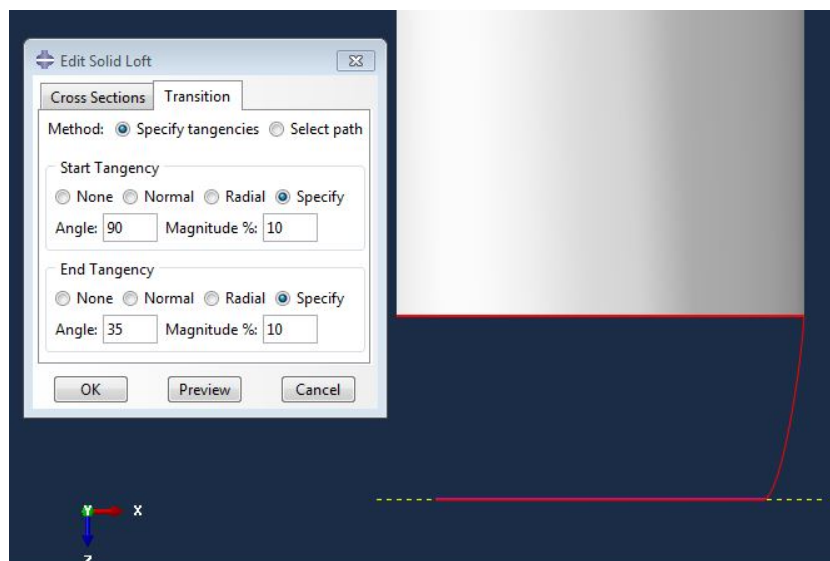 Edit Solid Loft
Cross Sections Transition
Method: Specify tangencies Select path
Start Tangency
None Normal Radial Specify
Angle: 90 Magnitude %: 10
End Tangency
None Normal Radial Specify
Angle: 35 Magnitude %: 10
OK Preview Cancel
Y X
Z